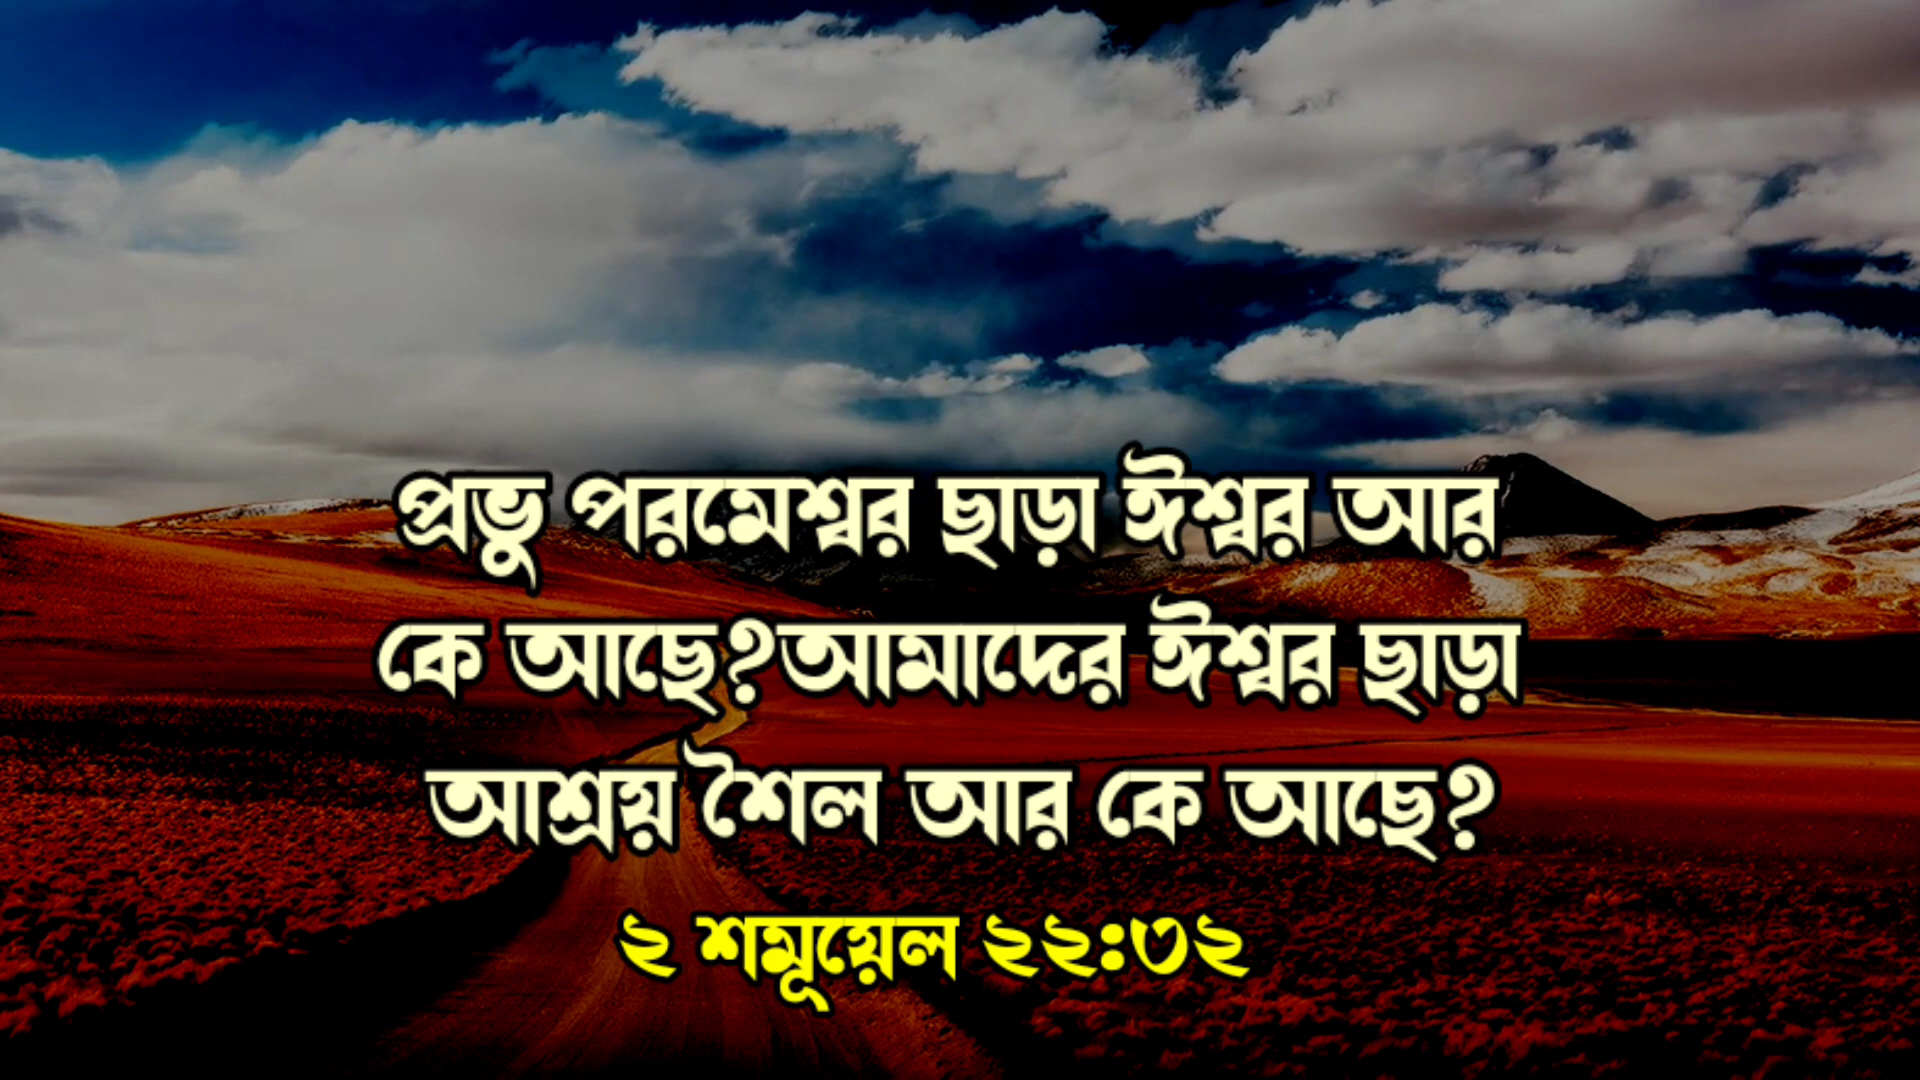 প্রভু পরমেশ্বর ছাড়া ঈশ্বর আর
কে আছে?আমাদের ঈশ্বর ছাড়া
আশ্রয় শৈল আর কে আছে?
২ শমূয়েল ২২:৩২